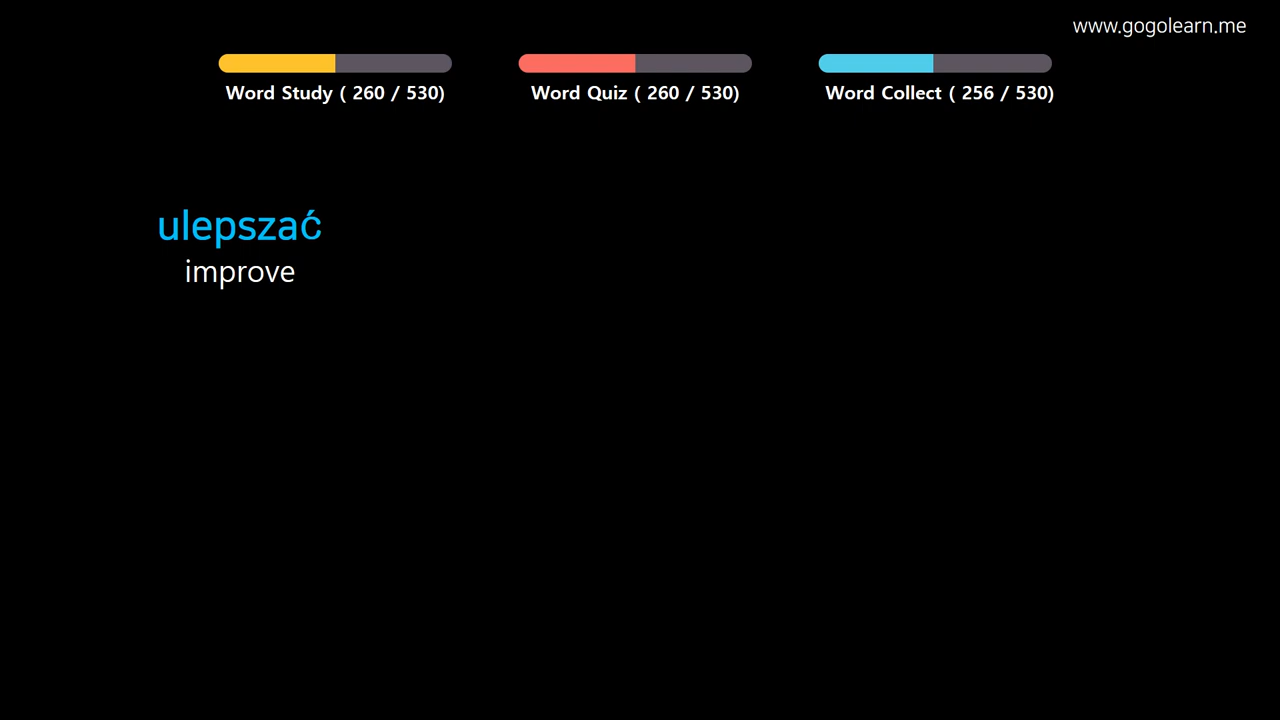 www.gogolearn.me
Word Study ( 260 / 530)
Word Quiz ( 260 / 530)
Word Collect ( 256 / 530)
ulepszać
improve